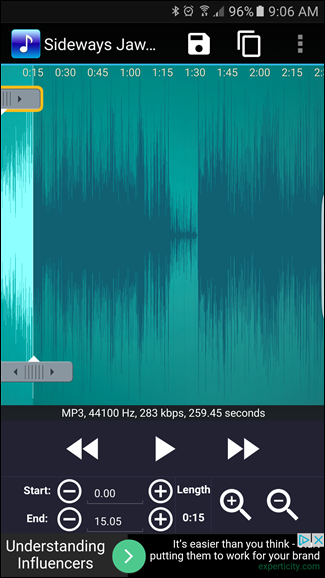 96% 9:06 AM
Sideways Jaw...
0:15 0:30 0:45 1:00 1:15 1:30 1:45 2:00 2:15
MP3, 44100 Hz, 283 kbps, 259.45 seconds
Start: 0.00 Length
End: 15.05 0:15
Understanding
Influencers
It's easier than you think - start
putting them to work for your brand
experticity.com